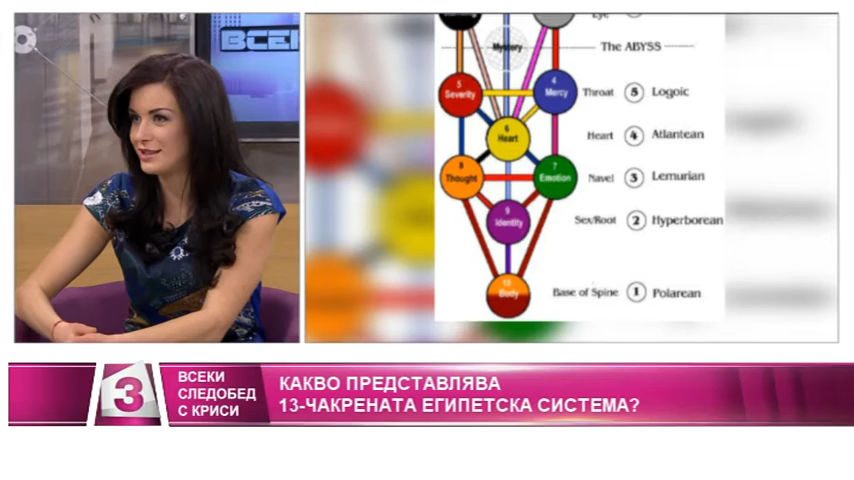 ВСЕК
Eye
Mystery
The ABYSS
5
Severity
4
Mercy
Throat 5 Logoic
6
Heart
Heart 4 Atlantean
8
Thought
7
Emotion
Navel 3 Lemurian
9
Identity
Sex/Root 2 Hyperborean
10
Body
Base of Spine 1 Polarean
3
ВСЕКИ
СЛЕДОБЕД
С КРИСИ
КАКВО ПРЕДСТАВЛЯВА
13-ЧАКРЕНАТА ЕГИПЕТСКА СИСТЕМА?